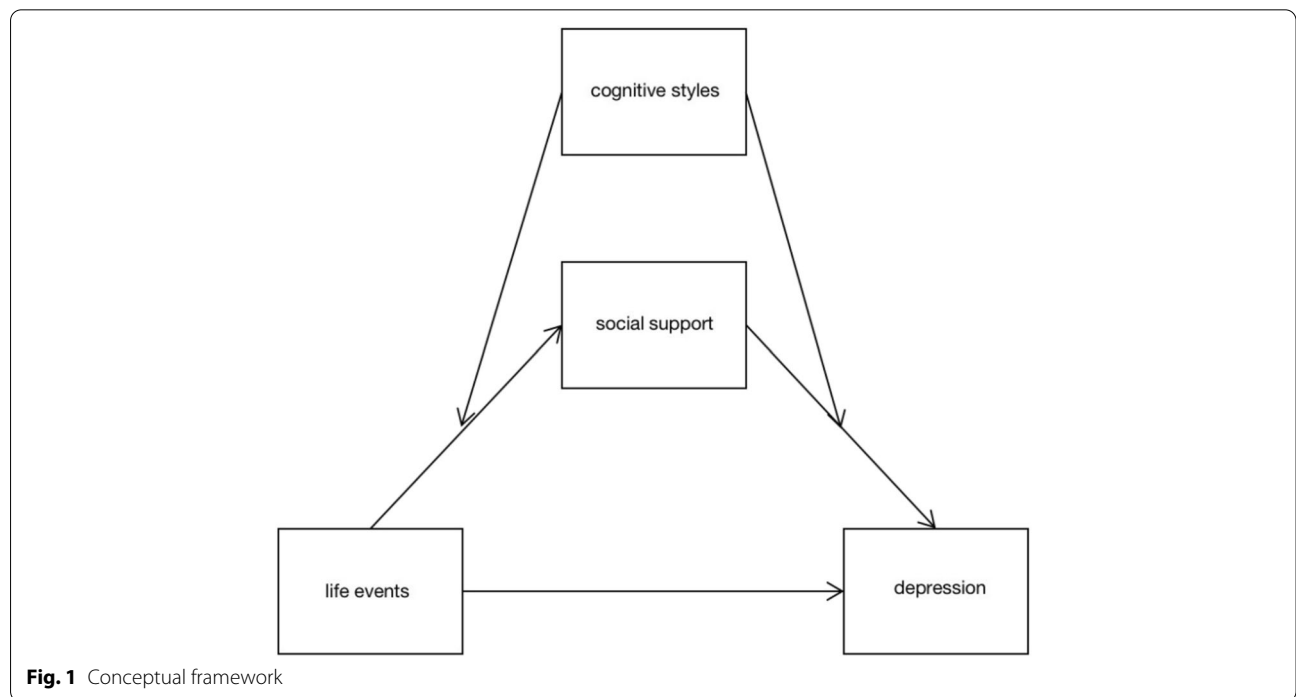 cognitive styles
social support
life events
depression
Fig. 1 Conceptual framework